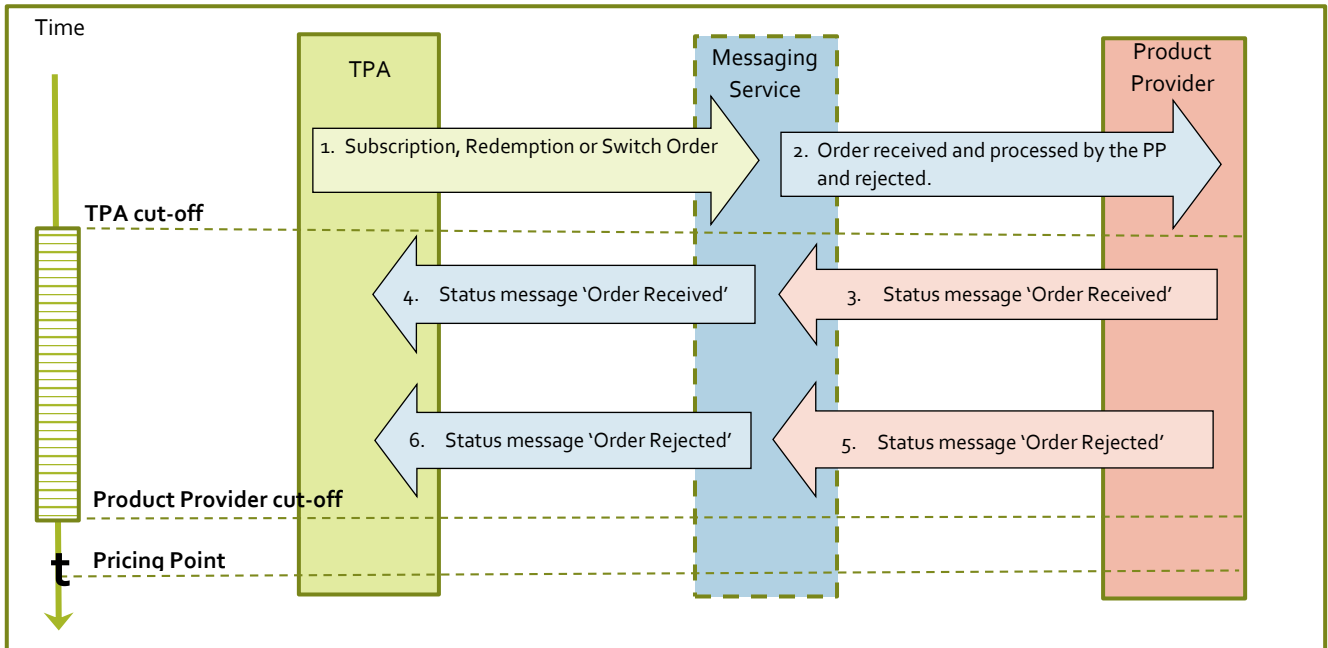 Time
TPA
Messaging
Service
Product
Provider
1. Subscription, Redemption or Switch Order
2. Order received and processed by the PP
and rejected.
TPA cut-off
4. Status message ‘Order Received’
3. Status message ‘Order Received’
6. Status message ‘Order Rejected’
5. Status message ‘Order Rejected’
Product Provider cut-off
t
Pricing Point